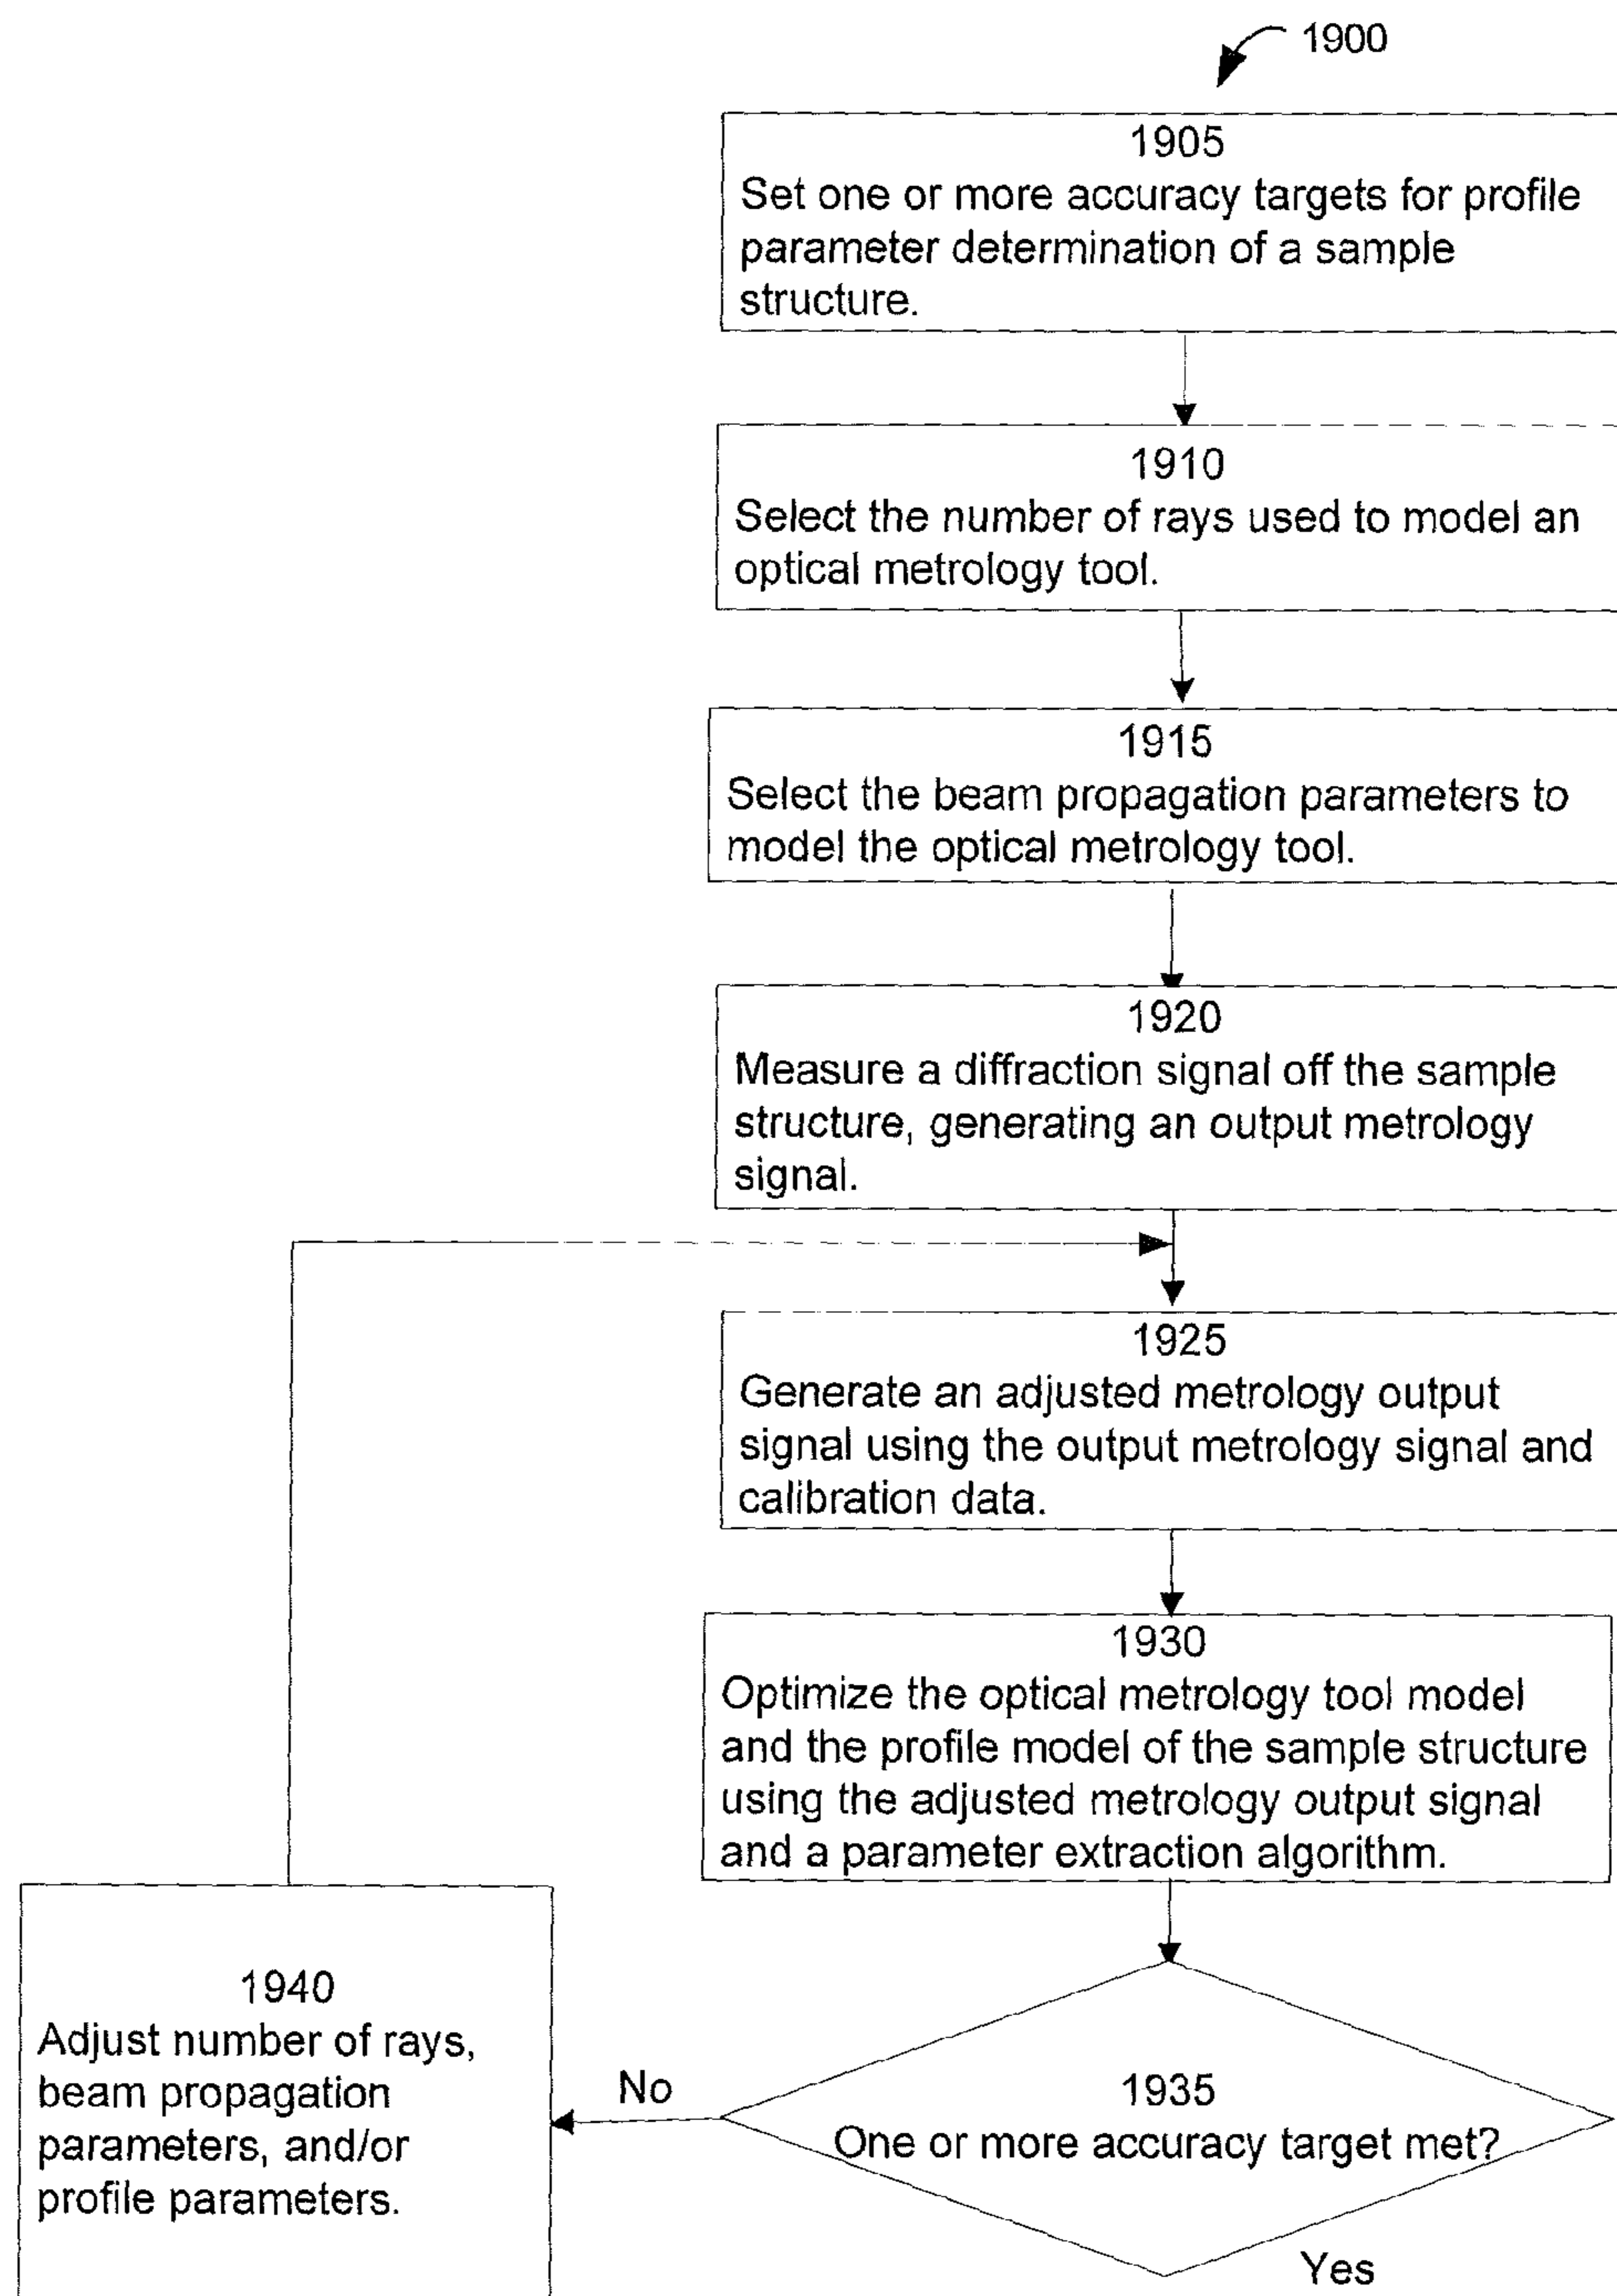 1900
1905
Set one or more accuracy targets for profile
parameter determination of a sample
structure.
1910
Select the number of rays used to model an
optical metrology tool.
1915
Select the beam propagation parameters to
model the optical metrology tool.
1920
Measure a diffraction signal off the sample
structure, generating an output metrology
signal.
1925
Generate an adjusted metrology output
signal using the output metrology signal and
calibration data.
1930
Optimize the optical metrology tool model
and the profile model of the sample structure
using the adjusted metrology output signal
and a parameter extraction algorithm.
1940
Adjust number of rays,
beam propagation
parameters, and/or
profile parameters.
No
1935
One or more accuracy target met?
Yes